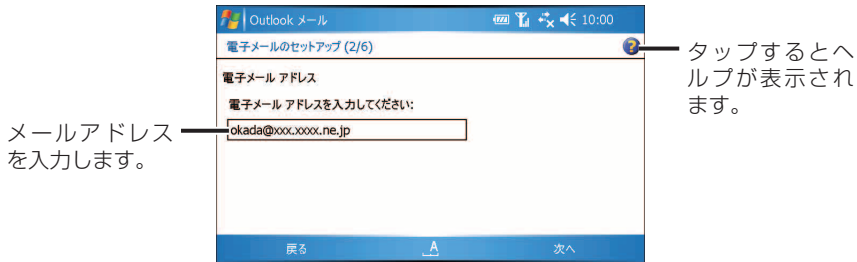 Outlook メール 10:00
電子メールのセットアップ (2/6)
電子メール アドレス
電子メール アドレスを入力してください:
okada@xxx.xxxx.ne.jp
戻る A 次へ
メールアドレス
を入力します。
タップするとヘ
ルプが表示され
ます。